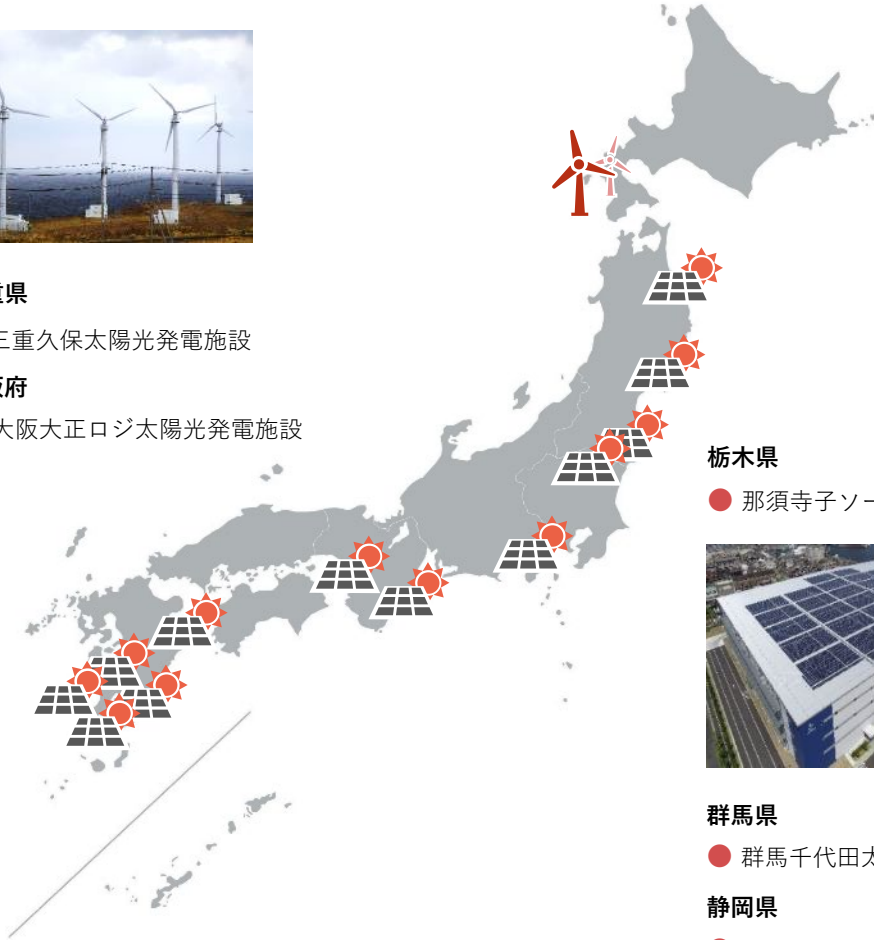 県
三重久保太陽光発電施設
府
大阪大正ロジ太陽光発電施設
栃木県
那須寺子ソー
群馬県
群馬千代田太
静岡県